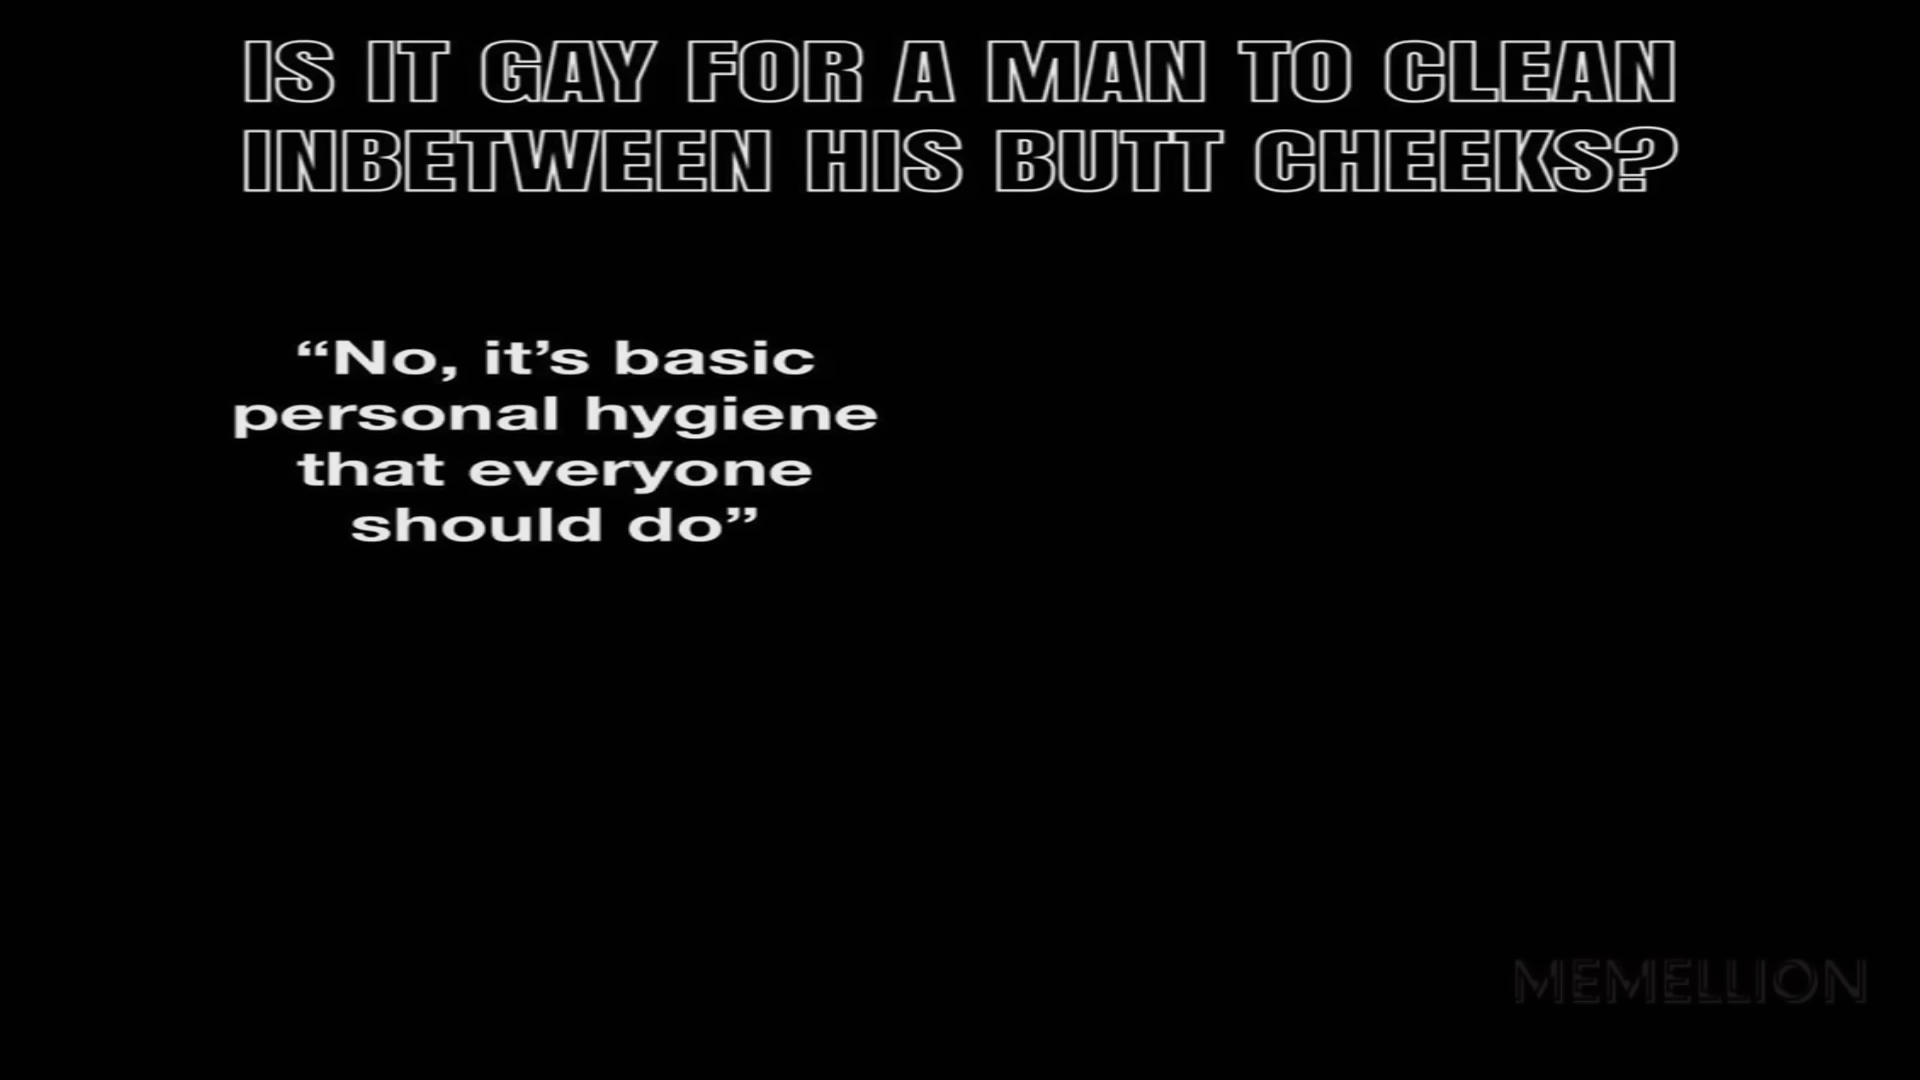 IS IT GAY FOR A MAN TO CLEAN
INBETWEEN HIS BUTT CHEEKS?
“No, it’s basic
personal hygiene
that everyone
should do”
MEMELLION